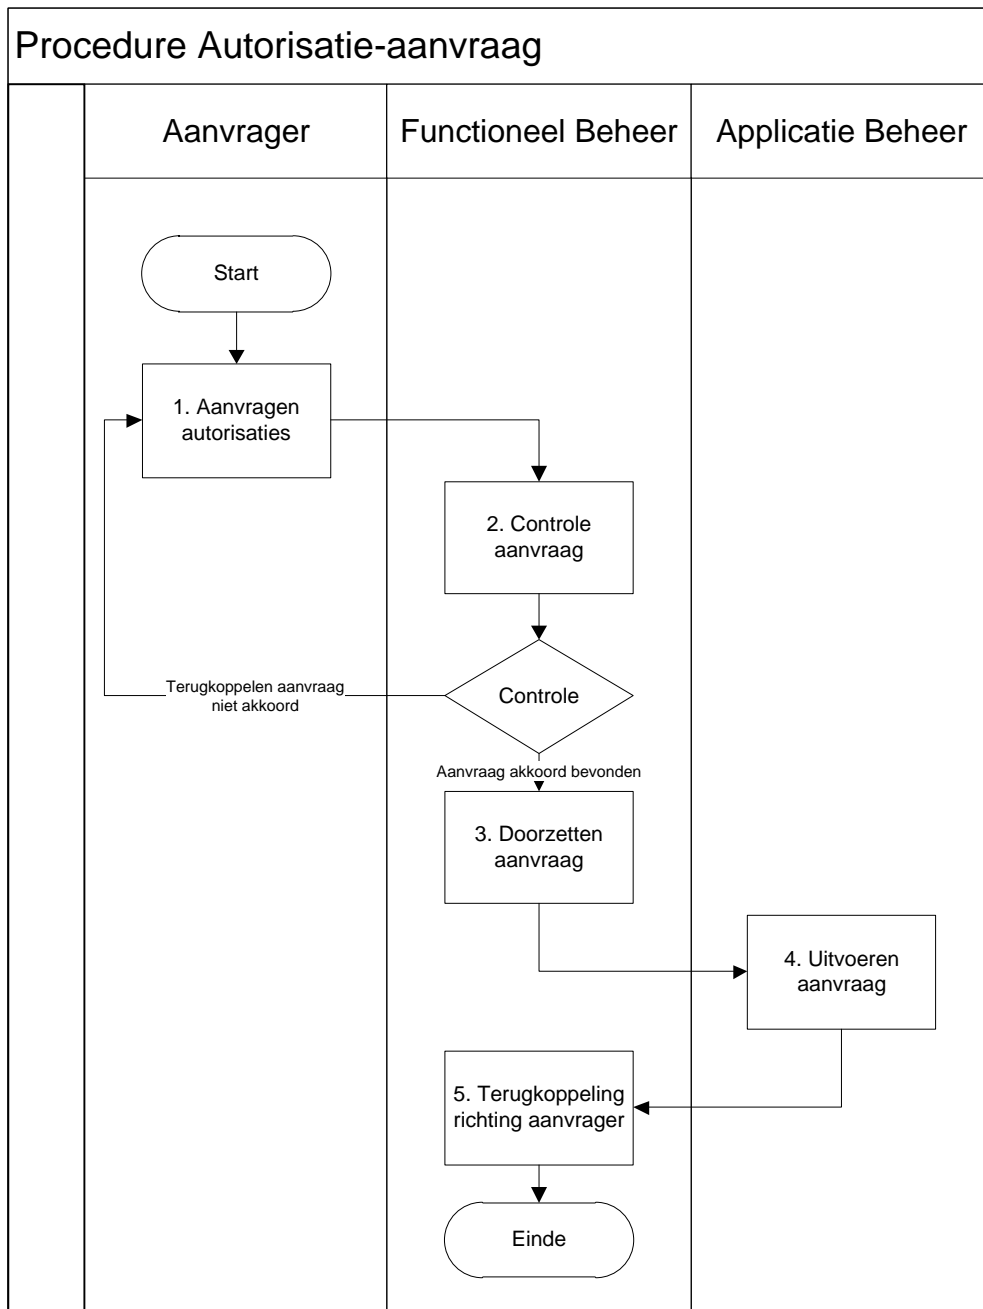 Procedure Autorisatie-aanvraag
Aanvrager
Functioneel Beheer
Applicatie Beheer
Start
1. Aanvragen
autorisaties
2. Controle
aanvraag
Controle
Terugkoppelen aanvraag
niet akkoord
Aanvraag akkoord bevonden
3. Doorzetten
aanvraag
4. Uitvoeren
aanvraag
5. Terugkoppeling
richting aanvrager
Einde